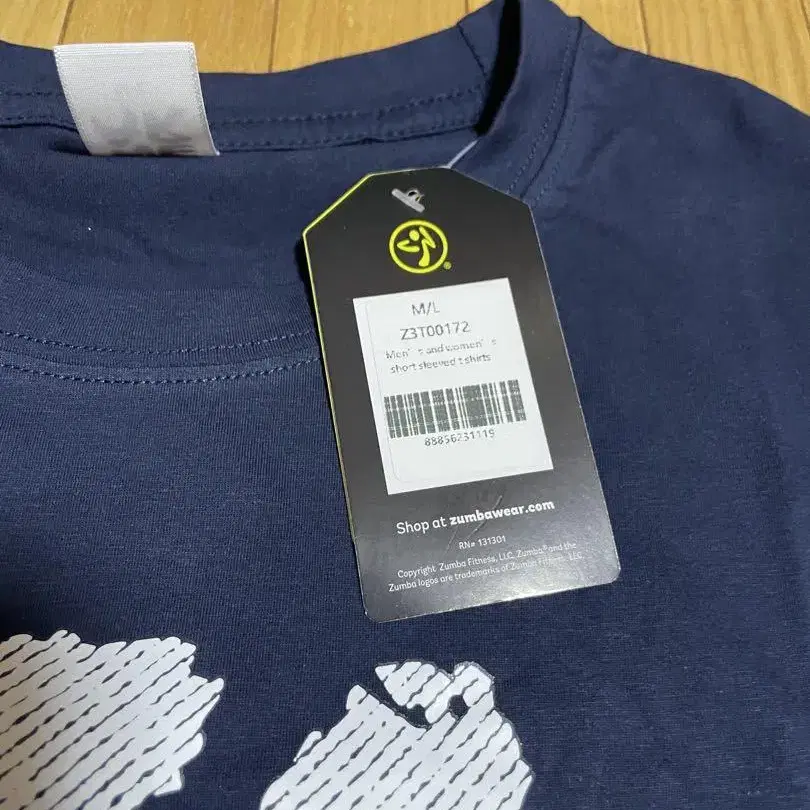 M/L
Z3T00172
Men's and women's
short sleeved t shirts
88856231119
Shop at zumbawear.com
RN# 131301
Copyright Zumba Fitness, LLC. Zumba® and the
Zumba logos are trademarks of Zumba Fitness, LLC